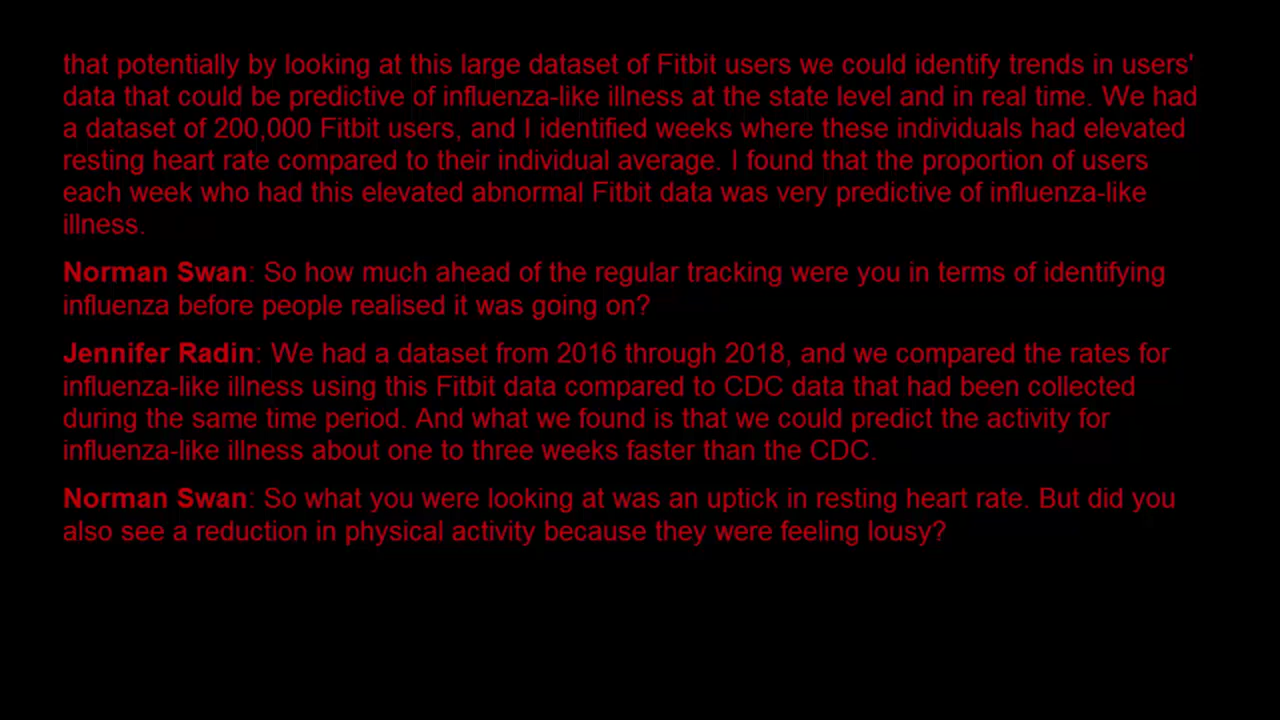 that potentially by looking at this large dataset of Fitbit users we could identify trends in users'
data that could be predictive of influenza-like illness at the state level and in real time. We had
a dataset of 200,000 Fitbit users, and I identified weeks where these individuals had elevated
resting heart rate compared to their individual average. I found that the proportion of users
each week who had this elevated abnormal Fitbit data was very predictive of influenza-like
illness.
Norman Swan: So how much ahead of the regular tracking were you in terms of identifying
influenza before people realised it was going on?
Jennifer Radin: We had a dataset from 2016 through 2018, and we compared the rates for
influenza-like illness using this Fitbit data compared to CDC data that had been collected
during the same time period. And what we found is that we could predict the activity for
influenza-like illness about one to three weeks faster than the CDC.
Norman Swan: So what you were looking at was an uptick in resting heart rate. But did you
also see a reduction in physical activity because they were feeling lousy?